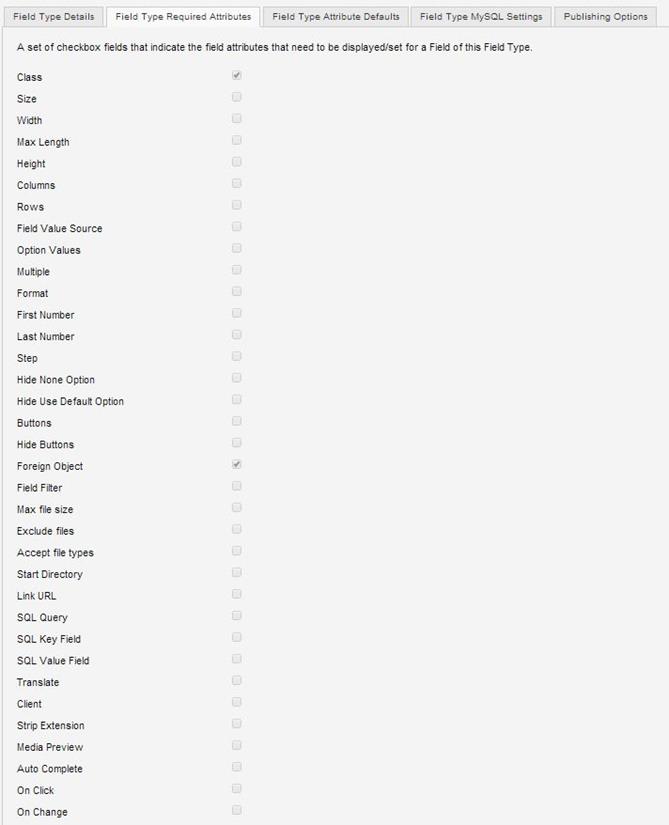 Field Type Details Field Type Required Attributes Field Type Attribute Defaults Field Type MySQL Settings Publishing Options
A set of checkbox fields that indicate the field attributes that need to be displayed/set for a Field of this Field Type.
Class
Size
Width
Max Length
Height
Columns
Rows
Field Value Source
Option Values
Multiple
Format
First Number
Last Number
Step
Hide None Option
Hide Use Default Option
Buttons
Hide Buttons
Foreign Object
Field Filter
Max file size
Exclude files
Accept file types
Start Directory
Link URL
SQL Query
SQL Key Field
SQL Value Field
Translate
Client
Strip Extension
Media Preview
Auto Complete
On Click
On Change